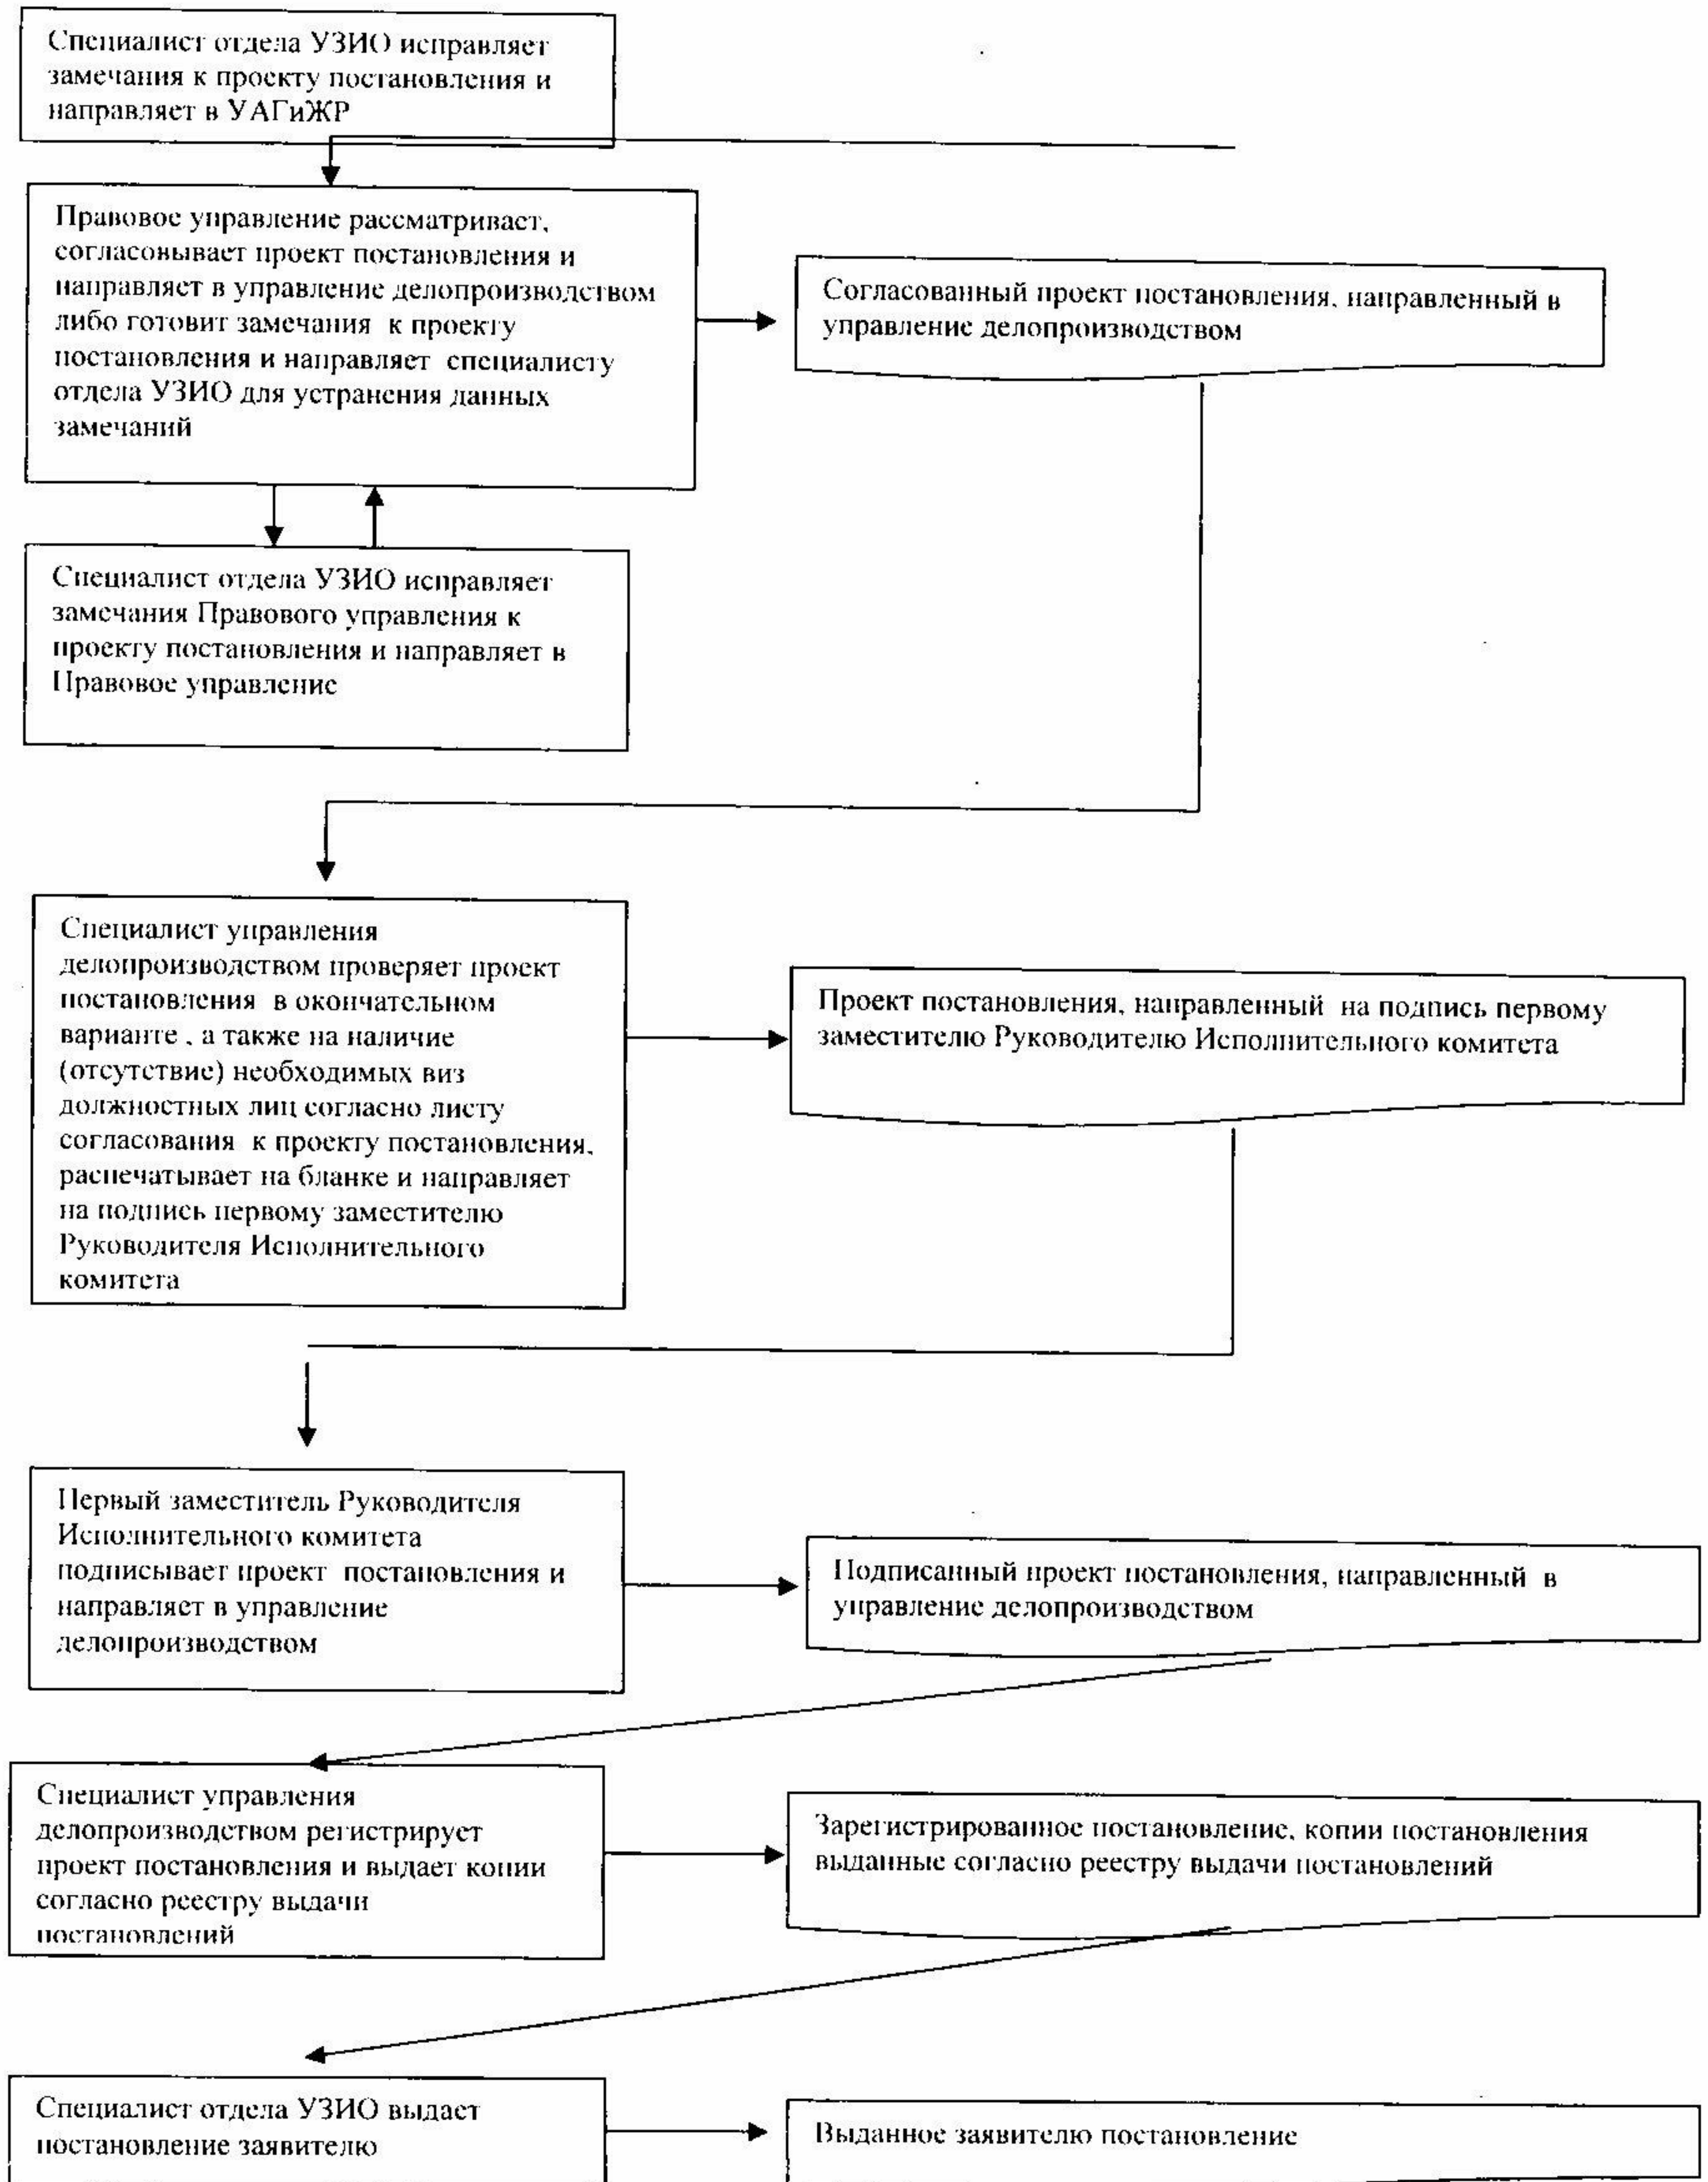 Специалист отдела УЗИО исправляет
замечания к проекту постановления и
направляет в УАГиЖР
Правовое управление рассматривает,
согласовывает проект постановления и
направляет в управление делопроизводством
либо готовит замечания к проекту
постановления и направляет специалисту
отдела УЗИО для устранения данных
замечаний
Согласованный проект постановления, направленный в
управление делопроизводством
Специалист отдела УЗИО исправляет
замечания Правового управления к
проекту постановления и направляет в
Правовое управление
Специалист управления
делопроизводством проверяет проект
постановления в окончательном
варианте , а также на наличие
(отсутствие) необходимых виз
должностных лиц согласно листу
согласования к проекту постановления,
распечатывает на бланке и направляет
на подпись первому заместителю
Руководителя Исполнительного
комитета
Проект постановления, направленный на подпись первому
заместителю Руководителю Исполнительного комитета
Первый заместитель Руководителя
Исполнительного комитета
подписывает проект постановления и
направляет в управление
делопроизводством
Подписанный проект постановления, направленный в
управление делопроизводством
Специалист управления
делопроизводством регистрирует
проект постановления и выдает копии
согласно реестру выдачи
постановлений
Зарегистрированное постановление, копии постановления
выданные согласно реестру выдачи постановлений
Специалист отдела УЗИО выдает
постановление заявителю
Выданное заявителю постановление